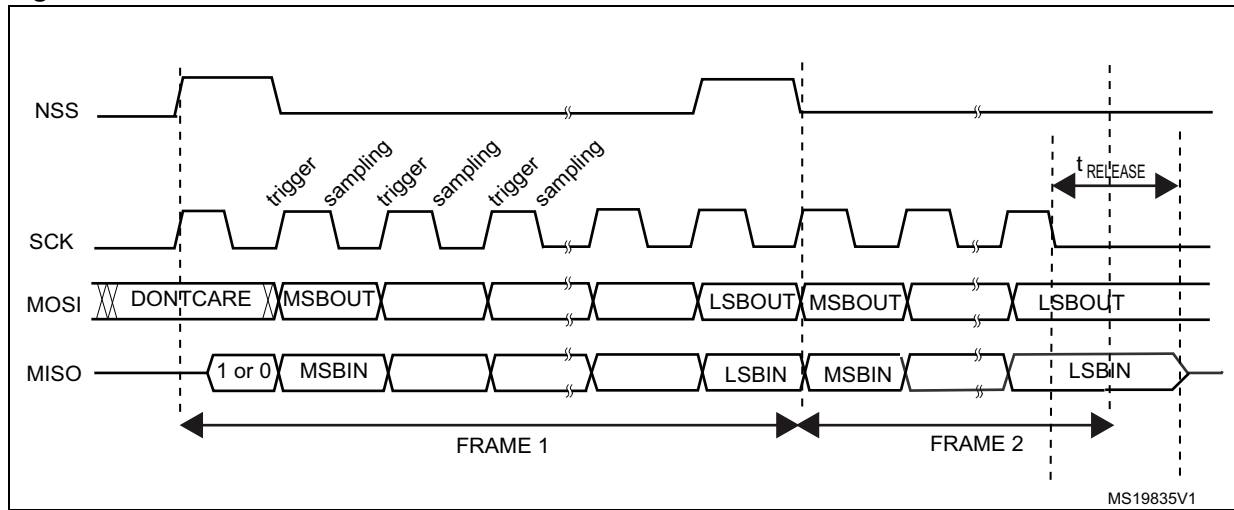 NSS
trigger sampling trigger sampling trigger sampling
t RELEASE
SCK
MOSI DONTCARE MSBOUT LSBOUT MSBOUT LSBOUT
MISO 1 or 0 MSBIN LSBIN MSBIN LSBIN
FRAME 1 FRAME 2
MS19835V1